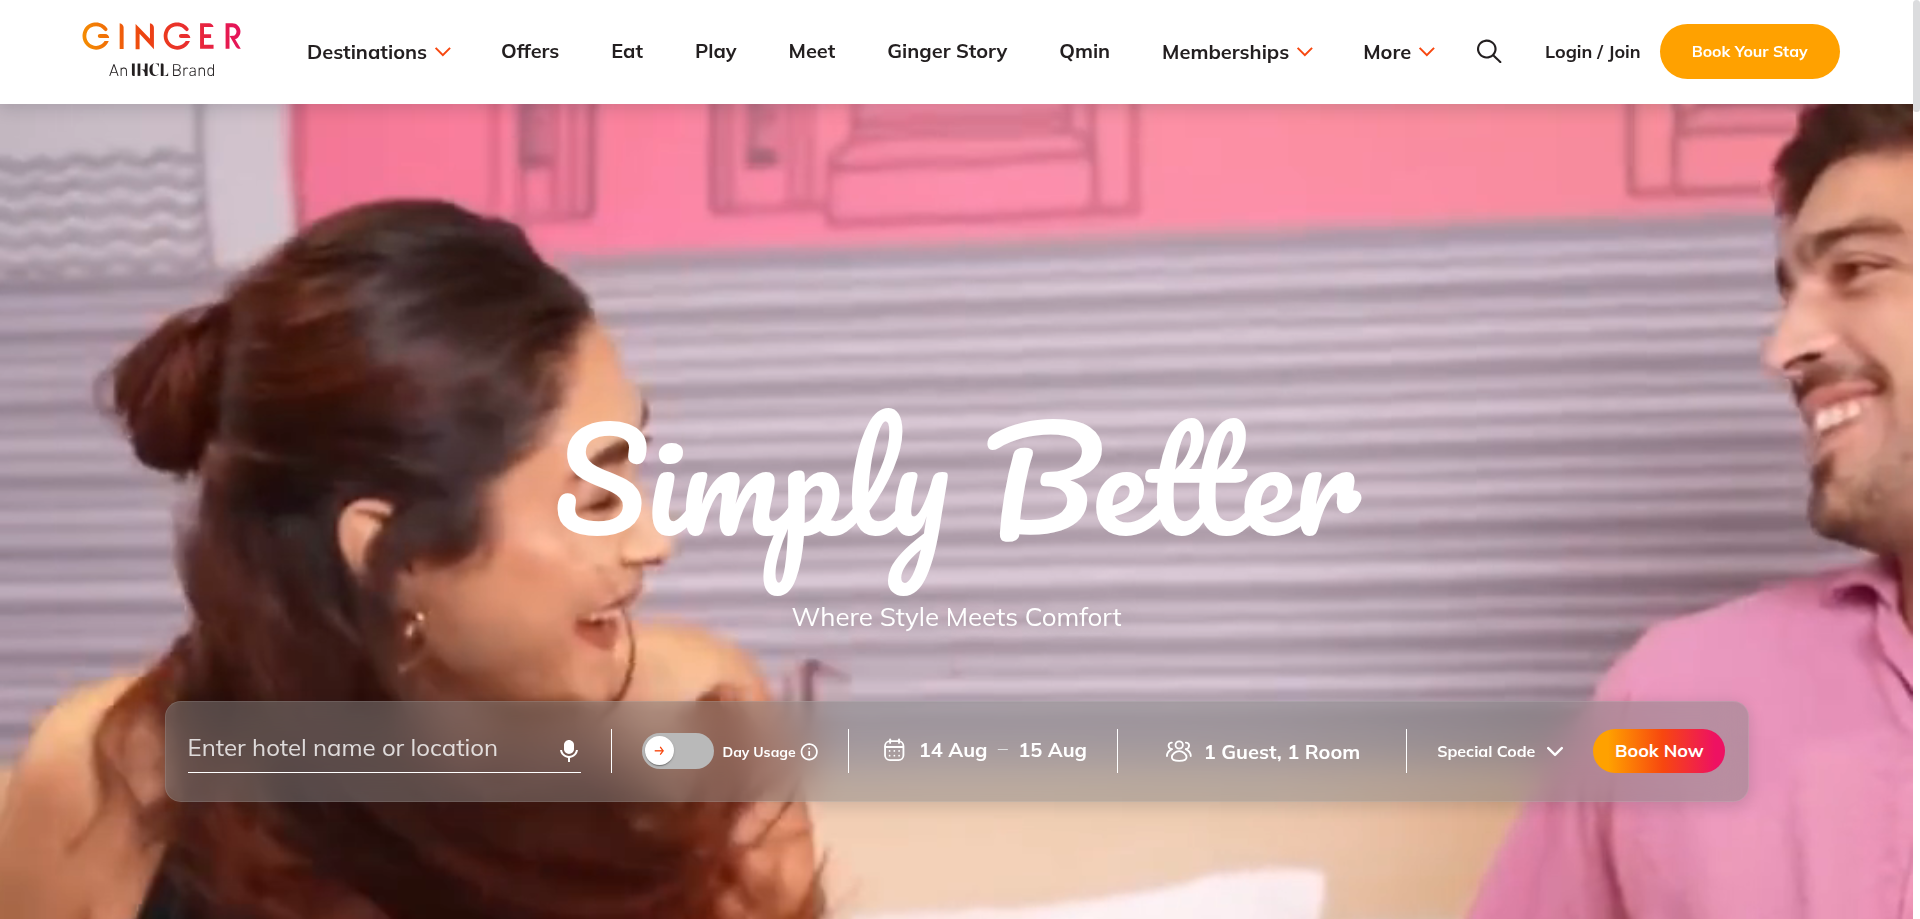 GINGER
An IHCL Brand
Destinations
Offers
Eat
Play
Meet
Ginger Story
Qmin
Memberships
More
Login / Join
Book Your Stay
Simply Better
Where Style Meets Comfort
Enter hotel name or location
Day Usage
14 Aug – 15 Aug
1 Guest, 1 Room
Special Code
Book Now